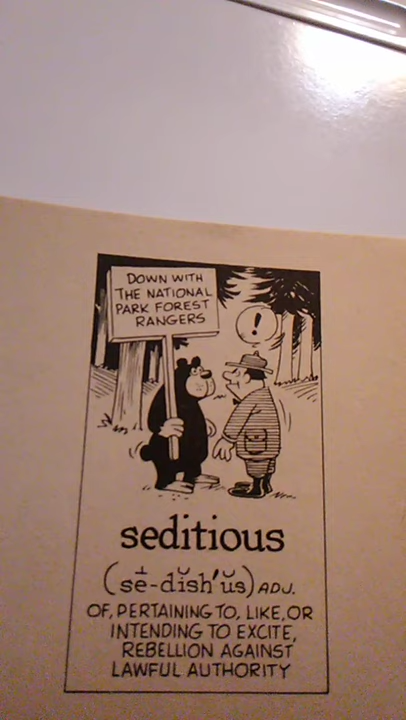 DOWN WITH
THE NATIONAL
PARK FOREST
RANGERS
!
seditious
(sė-dĭsh′ŭs) ADJ.
OF, PERTAINING TO, LIKE, OR
INTENDING TO EXCITE,
REBELLION AGAINST
LAWFUL AUTHORITY